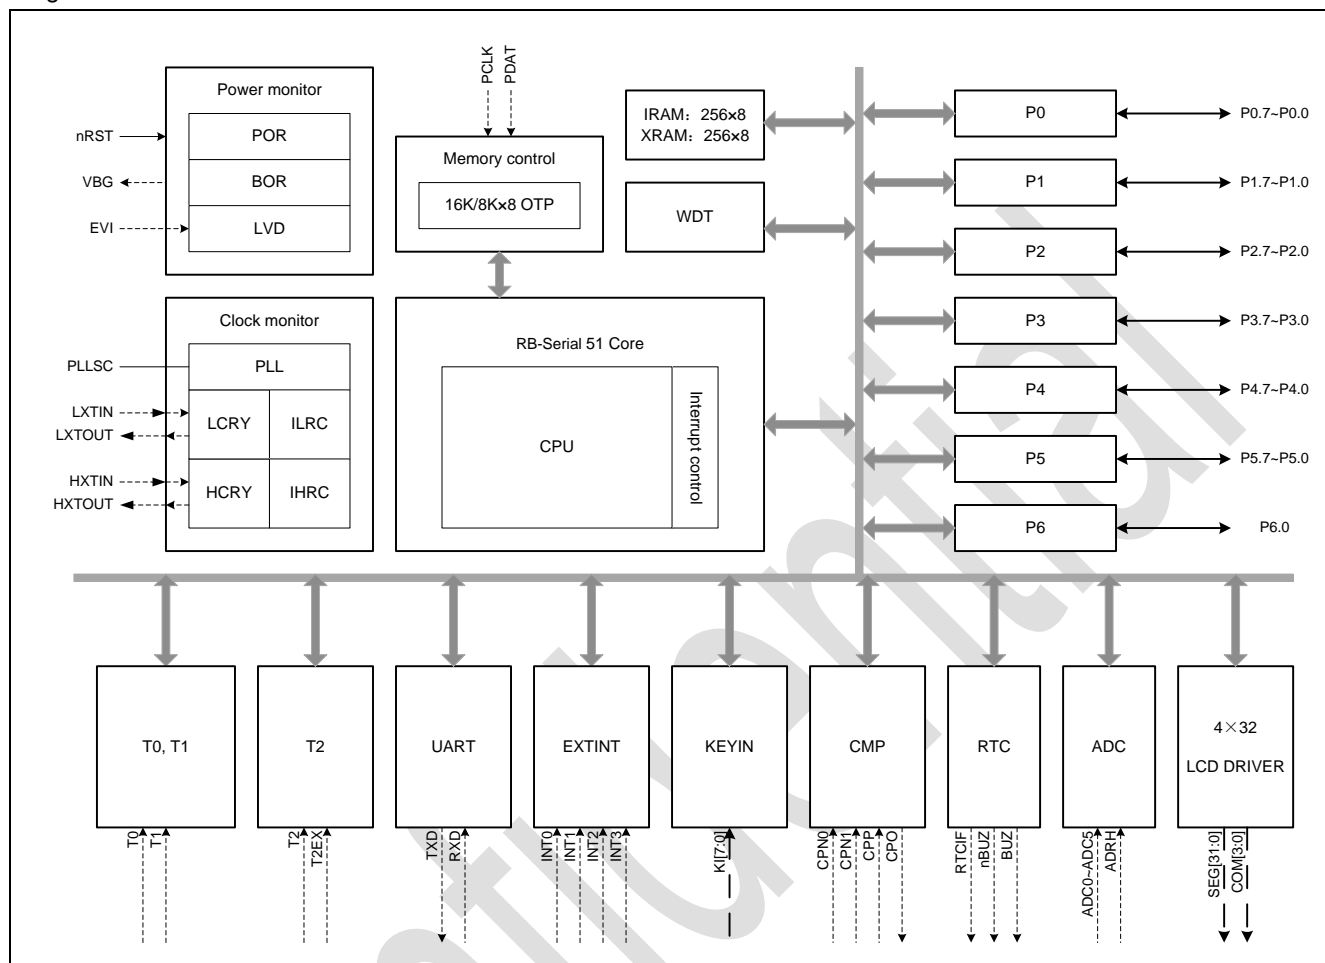 Power monitor
nRST
POR
VBG
BOR
EVI
LVD
PCLK
PDAT
Memory control
16K/8K×8 OTP
IRAM: 256×8
XRAM: 256×8
WDT
P0
P0.7~P0.0
P1
P1.7~P1.0
P2
P2.7~P2.0
P3
P3.7~P3.0
P4
P4.7~P4.0
P5
P5.7~P5.0
P6
P6.0
Clock monitor
PLLSC
PLL
LXTIN
LXTOUT
LCRY
ILRC
HXTIN
HXTOUT
HCRY
IHRC
RB-Serial 51 Core
CPU
Interrupt control
T0, T1
T2
UART
EXTINT
KEYIN
CMP
RTC
ADC
4×32
LCD DRIVER
T0
T1
T2
T2EX
TXD
RXD
INT0
INT1
INT2
INT3
KI[7:0]
CPN0
CPN1
CPP
CPO
RTCIF
nBUZ
BUZ
ADC0~ADC5
ADRH
SEG[31:0]
COM[3:0]